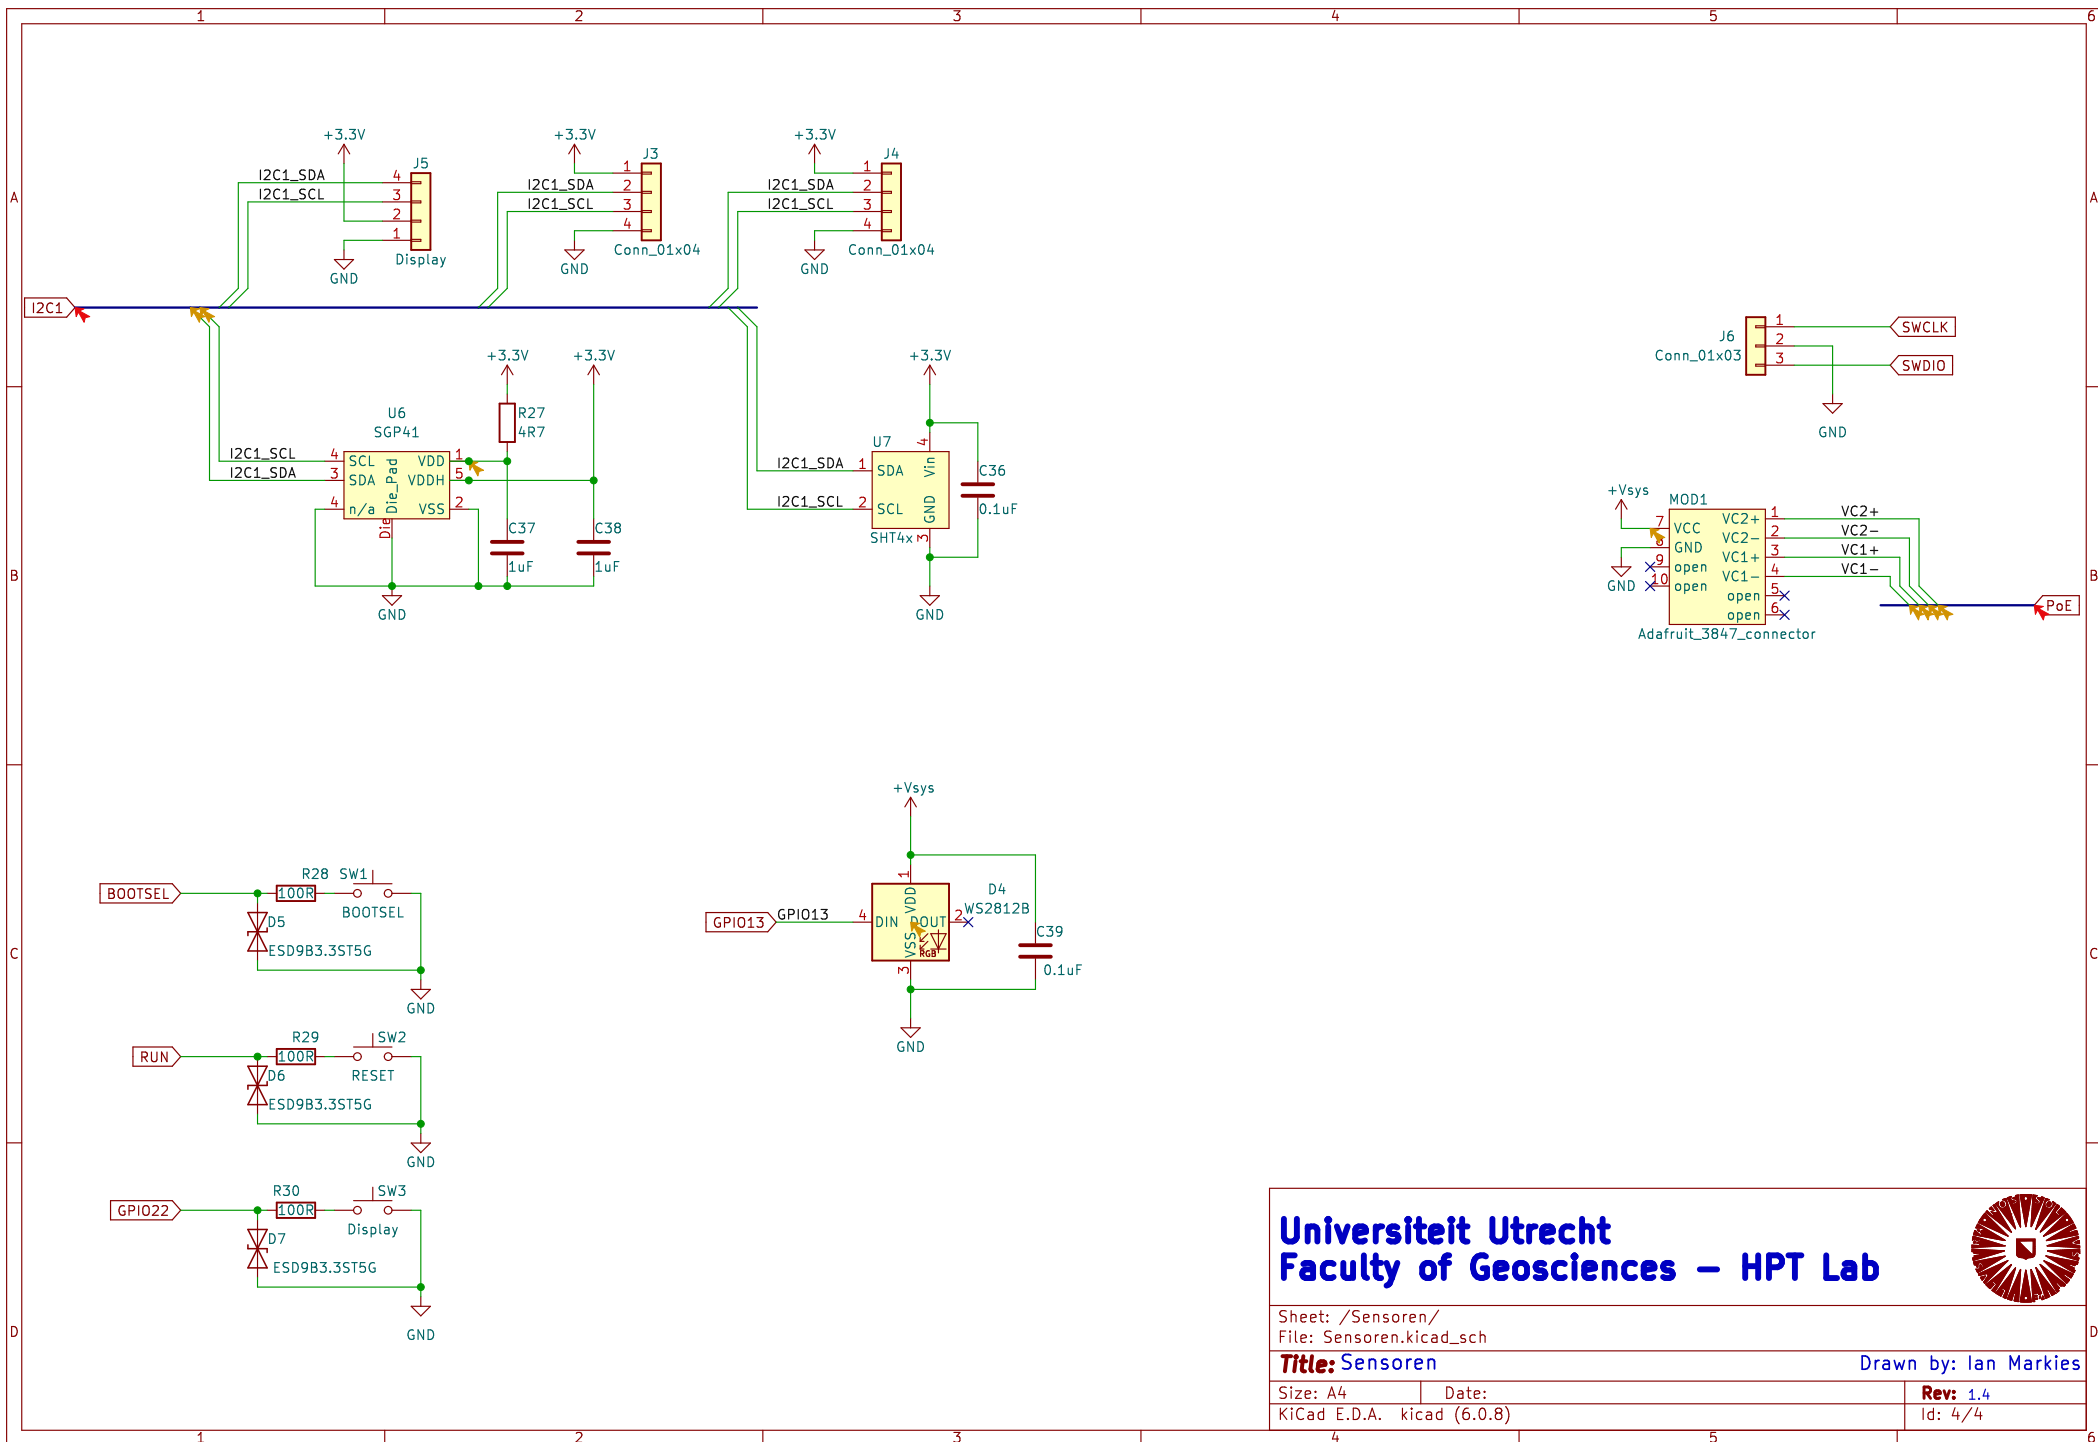 1 2 3 4 5 6
A
B
C
D
A
B
C
D
1 2 3 4 5 6
+3.3V
J5
I2C1_SDA 4
I2C1_SCL 3
2
1
Display
GND
+3.3V
J3
1
I2C1_SDA 2
I2C1_SCL 3
4
Conn_01x04
GND
+3.3V
J4
1
I2C1_SDA 2
I2C1_SCL 3
4
Conn_01x04
GND
I2C1
J6
Conn_01x03
1 SWCLK
2
3 SWDIO
GND
+3.3V
+3.3V
R27
4R7
U6
SGP41
I2C1_SCL 4 SCL VDD 1
I2C1_SDA 3 SDA VDDH 5
4 n/a VSS 2
Die_Pad
Die
C37
1uF
C38
1uF
GND
+3.3V
U7
4
Vin
I2C1_SDA 1 SDA
I2C1_SCL 2 SCL
GND
3
SHT4x
C36
0.1uF
GND
+Vsys
MOD1
7 VCC VC2+ 1 VC2+
8 GND VC2- 2 VC2-
9 open VC1+ 3 VC1+
10 open VC1- 4 VC1-
open 5
open 6
GND
Adafruit_3847_connector
PoE
+Vsys
1
VDD
D4
WS2812B
GPIO13 GPIO13 4 DIN DOUT 2
VSS
RGB
3
C39
0.1uF
GND
BOOTSEL
R28 SW1
100R
BOOTSEL
D5
ESD9B3.3ST5G
GND
RUN
R29 SW2
100R
RESET
D6
ESD9B3.3ST5G
GND
GPIO22
R30 SW3
100R
Display
D7
ESD9B3.3ST5G
GND
Universiteit Utrecht
Faculty of Geosciences – HPT Lab
Sheet: /Sensoren/
File: Sensoren.kicad_sch
Title: Sensoren Drawn by: Ian Markies
Size: A4 Date: Rev: 1.4
KiCad E.D.A. kicad (6.0.8) Id: 4/4